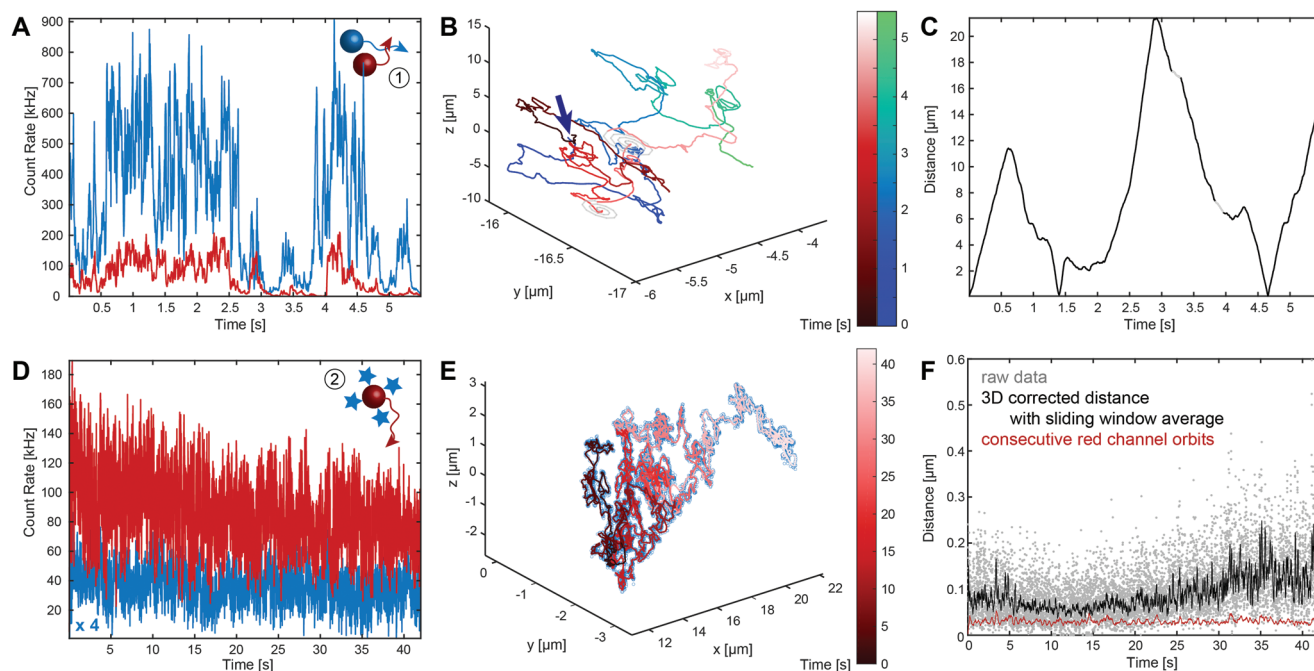 A
Count Rate [kHz]
900
800
700
600
500
400
300
200
100
0
0.5 1 1.5 2 2.5 3 3.5 4 4.5 5
Time [s]
1
B
z [µm]
15
10
5
0
-5
-10
-16
-16.5
-17
y [µm]
-6
-5.5
-5
-4.5
-4
x [µm]
5
4
3
2
1
0
Time [s]
C
Distance [µm]
20
18
16
14
12
10
8
6
4
2
0.5 1 1.5 2 2.5 3 3.5 4 4.5 5
Time [s]
D
Count Rate [kHz]
180
160
140
120
100
80
60
40
20
x 4
0 5 10 15 20 25 30 35 40
Time [s]
2
E
z [µm]
3
2
1
0
-1
-2
0
-1
-2
-3
y [µm]
12
14
16
18
20
22
x [µm]
40
35
30
25
20
15
10
5
0
Time [s]
F
Distance [µm]
0.6
0.5
0.4
0.3
0.2
0.1
0
raw data
3D corrected distance
with sliding window average
consecutive red channel orbits
0 5 10 15 20 25 30 35 40
Time [s]